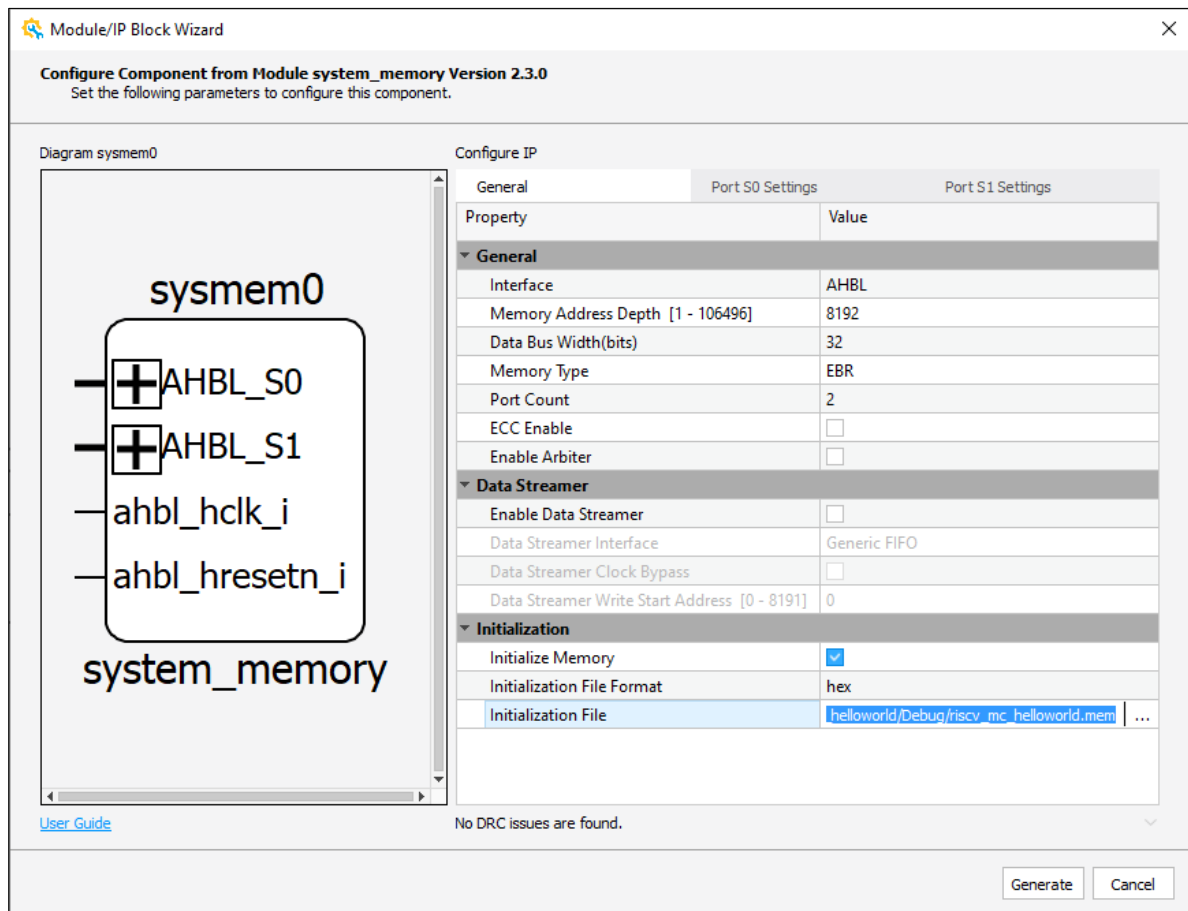 Module/IP Block Wizard
Configure Component from Module system_memory Version 2.3.0
Set the following parameters to configure this component.
Diagram sysmem0
sysmem0
AHBL_S0
AHBL_S1
ahbl_hclk_i
ahbl_hresetn_i
system_memory
User Guide
Configure IP
General Port S0 Settings Port S1 Settings
Property Value
General
Interface AHBL
Memory Address Depth [1 - 106496] 8192
Data Bus Width(bits) 32
Memory Type EBR
Port Count 2
ECC Enable
Enable Arbiter
Data Streamer
Enable Data Streamer
Data Streamer Interface Generic FIFO
Data Streamer Clock Bypass
Data Streamer Write Start Address [0 - 8191] 0
Initialization
Initialize Memory
Initialization File Format hex
Initialization File helloworld/Debug/riscv_mc_helloworld.mem ...
No DRC issues are found.
Generate Cancel